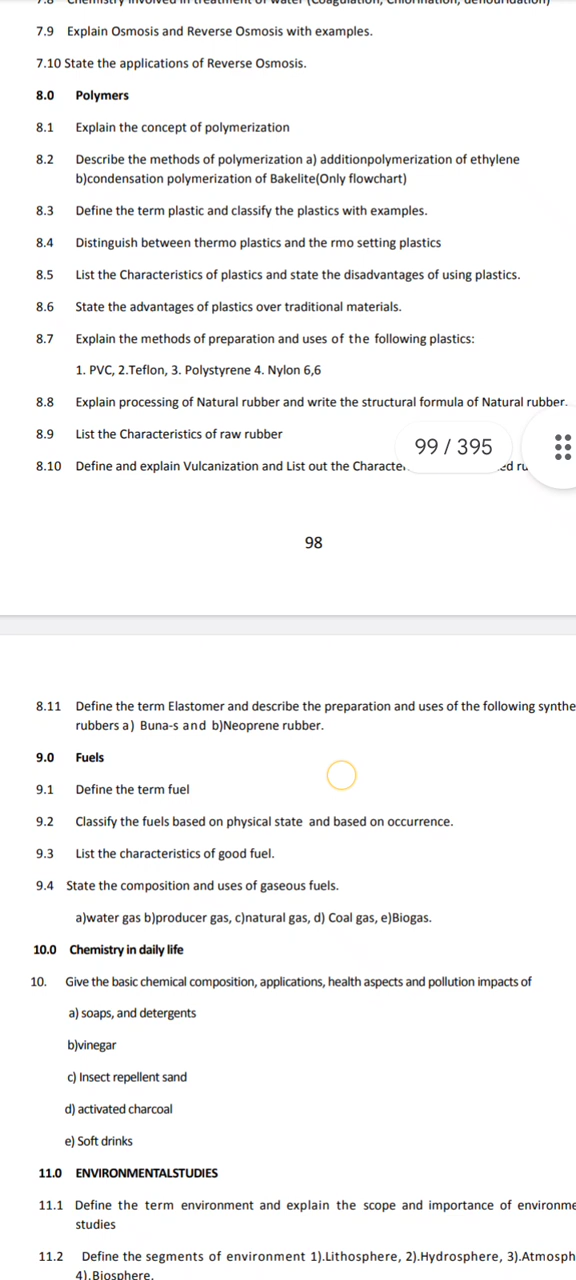 7.8 Chemistry involved in treatment of water (Coagulation, Chlorination, defluoridation)
7.9 Explain Osmosis and Reverse Osmosis with examples.
7.10 State the applications of Reverse Osmosis.
8.0 Polymers
8.1 Explain the concept of polymerization
8.2 Describe the methods of polymerization a) additionpolymerization of ethylene
b)condensation polymerization of Bakelite(Only flowchart)
8.3 Define the term plastic and classify the plastics with examples.
8.4 Distinguish between thermo plastics and the rmo setting plastics
8.5 List the Characteristics of plastics and state the disadvantages of using plastics.
8.6 State the advantages of plastics over traditional materials.
8.7 Explain the methods of preparation and uses of the following plastics:
1. PVC, 2.Teflon, 3. Polystyrene 4. Nylon 6,6
8.8 Explain processing of Natural rubber and write the structural formula of Natural rubber.
8.9 List the Characteristics of raw rubber
99 / 395
8.10 Define and explain Vulcanization and List out the
98
8.11 Define the term Elastomer and describe the preparation and uses of the following synthe
rubbers a) Buna-s and b)Neoprene rubber.
9.0 Fuels
9.1 Define the term fuel
9.2 Classify the fuels based on physical state and based on occurrence.
9.3 List the characteristics of good fuel.
9.4 State the composition and uses of gaseous fuels.
a)water gas b)producer gas, c)natural gas, d) Coal gas, e)Biogas.
10.0 Chemistry in daily life
10. Give the basic chemical composition, applications, health aspects and pollution impacts of
a) soaps, and detergents
b)vinegar
c) Insect repellent sand
d) activated charcoal
e) Soft drinks
11.0 ENVIRONMENTALSTUDIES
11.1 Define the term environment and explain the scope and importance of environme
studies
11.2 Define the segments of environment 1).Lithosphere, 2).Hydrosphere, 3).Atmosph
4).Biosphere.